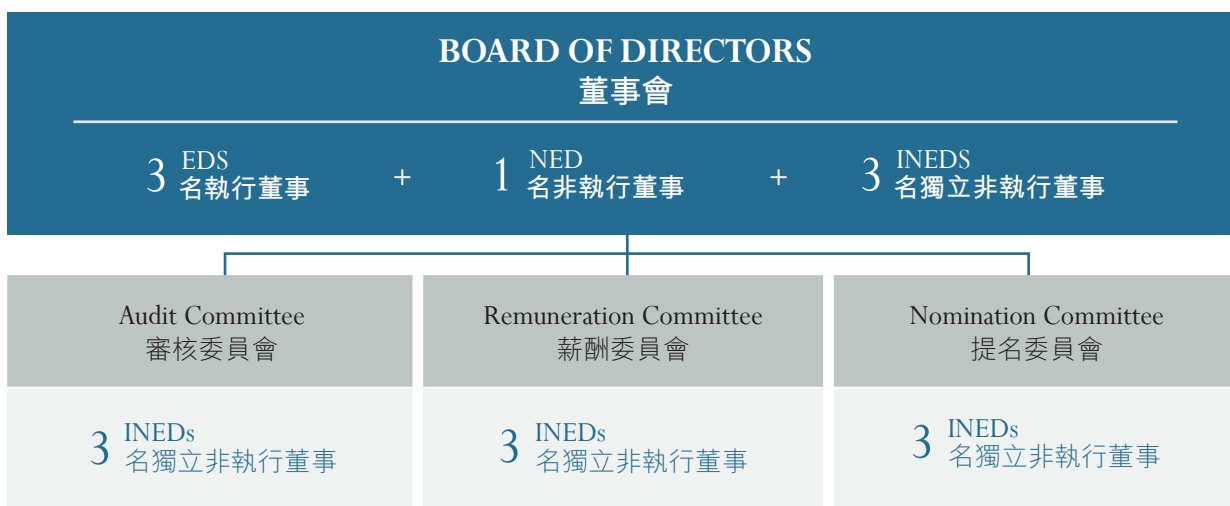 BOARD OF DIRECTORS
董事會
3 EDS 名執行董事 + 1 NED 名非執行董事 + 3 INEDS 名獨立非執行董事
Audit Committee
審核委員會
3 INEDs
名獨立非執行董事
Remuneration Committee
薪酬委員會
3 INEDs
名獨立非執行董事
Nomination Committee
提名委員會
3 INEDs
名獨立非執行董事